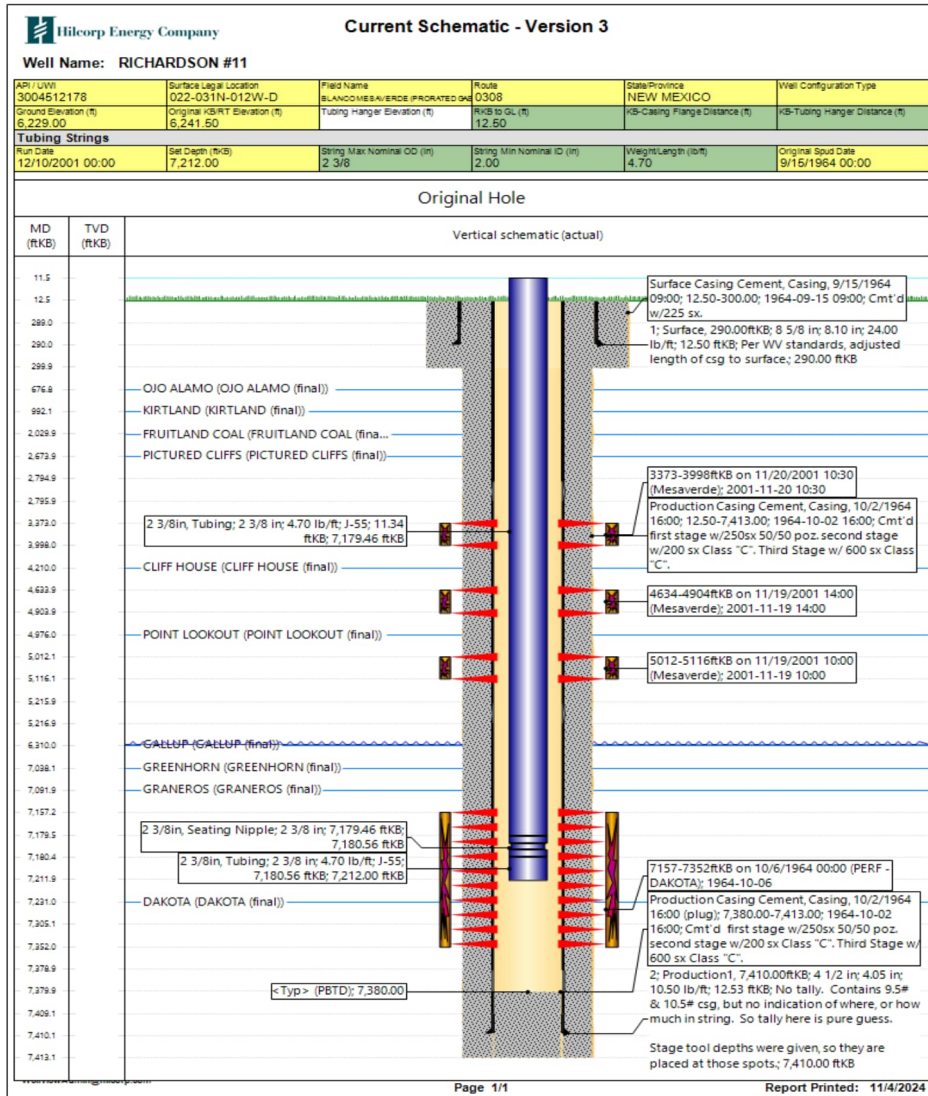 Hilcorp Energy Company
Current Schematic - Version 3
Well Name: RICHARDSON #11
API / UWI
3004512178
Surface Legal Location
022-031N-012W-D
Field Name
BLANCO MESAVERDE (PRORATED GAS
Route
0308
State/Province
NEW MEXICO
Well Configuration Type
Ground Elevation (ft)
6,229.00
Original KB/RT Elevation (ft)
6,241.50
Tubing Hanger Elevation (ft)
RKB to GL (ft)
12.50
KB-Casing Flange Distance (ft)
KB-Tubing Hanger Distance (ft)
Tubing Strings
Run Date
12/10/2001 00:00
Set Depth (ftKB)
7,212.00
String Max Nominal OD (in)
2 3/8
String Min Nominal ID (in)
2.00
Weight/Length (lb/ft)
4.70
Original Spud Date
9/15/1964 00:00
Original Hole
MD
(ftKB)
TVD
(ftKB)
Vertical schematic (actual)
11.5
12.5
289.0
290.0
299.9
676.8
992.1
2,029.9
2,673.9
2,794.9
2,795.9
3,373.0
3,998.0
4,210.0
4,633.9
4,903.9
4,976.0
5,012.1
5,116.1
5,215.9
5,216.9
6,310.0
7,038.1
7,091.9
7,157.2
7,179.5
7,180.4
7,211.9
7,231.0
7,305.1
7,352.0
7,378.9
7,379.9
7,409.1
7,410.1
7,413.1
OJO ALAMO (OJO ALAMO (final))
KIRTLAND (KIRTLAND (final))
FRUITLAND COAL (FRUITLAND COAL (fina...
PICTURED CLIFFS (PICTURED CLIFFS (final))
2 3/8in, Tubing; 2 3/8 in; 4.70 lb/ft; J-55; 11.34
ftKB; 7,179.46 ftKB
CLIFF HOUSE (CLIFF HOUSE (final))
POINT LOOKOUT (POINT LOOKOUT (final))
GALLUP (GALLUP (final))
GREENHORN (GREENHORN (final))
GRANEROS (GRANEROS (final))
2 3/8in, Seating Nipple; 2 3/8 in; 7,179.46 ftKB;
7,180.56 ftKB
2 3/8in, Tubing; 2 3/8 in; 4.70 lb/ft; J-55;
7,180.56 ftKB; 7,212.00 ftKB
DAKOTA (DAKOTA (final))
<Typ> (PBTD); 7,380.00
Surface Casing Cement, Casing, 9/15/1964
09:00; 12.50-300.00; 1964-09-15 09:00; Cmt'd
w/225 sx.
1; Surface, 290.00ftKB; 8 5/8 in; 8.10 in; 24.00
lb/ft; 12.50 ftKB; Per WV standards, adjusted
length of csg to surface.; 290.00 ftKB
3373-3998ftKB on 11/20/2001 10:30
(Mesaverde); 2001-11-20 10:30
Production Casing Cement, Casing, 10/2/1964
16:00; 12.50-7,413.00; 1964-10-02 16:00; Cmt'd
first stage w/250sx 50/50 poz. second stage
w/200 sx Class "C". Third Stage w/ 600 sx Class
"C".
4634-4904ftKB on 11/19/2001 14:00
(Mesaverde); 2001-11-19 14:00
5012-5116ftKB on 11/19/2001 10:00
(Mesaverde); 2001-11-19 10:00
7157-7352ftKB on 10/6/1964 00:00 (PERF -
DAKOTA); 1964-10-06
Production Casing Cement, Casing, 10/2/1964
16:00 (plug); 7,380.00-7,413.00; 1964-10-02
16:00; Cmt'd first stage w/250sx 50/50 poz.
second stage w/200 sx Class "C". Third Stage w/
600 sx Class "C".
2; Production1, 7,410.00ftKB; 4 1/2 in; 4.05 in;
10.50 lb/ft; 12.53 ftKB; No tally. Contains 9.5#
& 10.5# csg, but no indication of where, or how
much in string. So tally here is pure guess.
Stage tool depths were given, so they are
placed at those spots.; 7,410.00 ftKB
Page 1/1
Report Printed: 11/4/2024